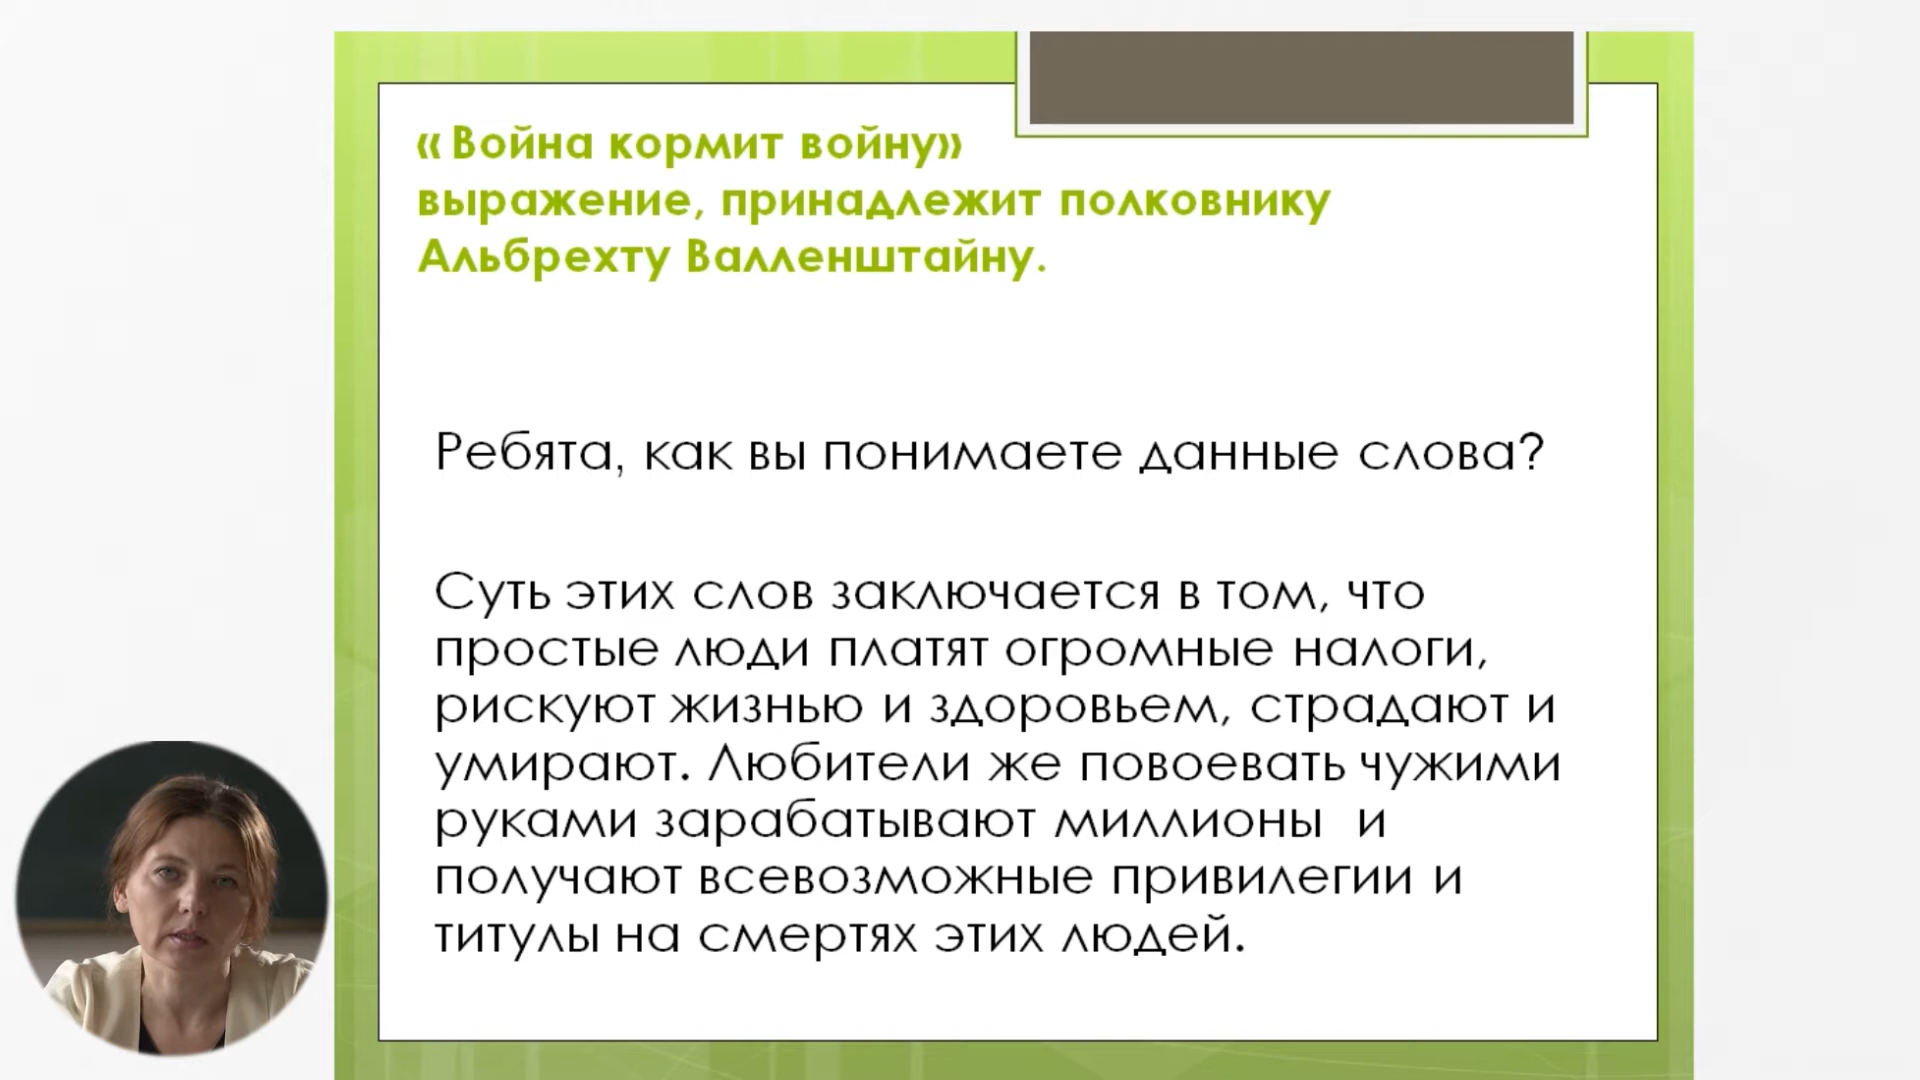 « Война кормит войну»
выражение, принадлежит полковнику
Альбрехту Валленштайну.
Ребята, как вы понимаете данные слова?
Суть этих слов заключается в том, что
простые люди платят огромные налоги,
рискуют жизнью и здоровьем, страдают и
умирают. Любители же повоевать чужими
руками зарабатывают миллионы  и
получают всевозможные привилегии и
титулы на смертях этих людей.